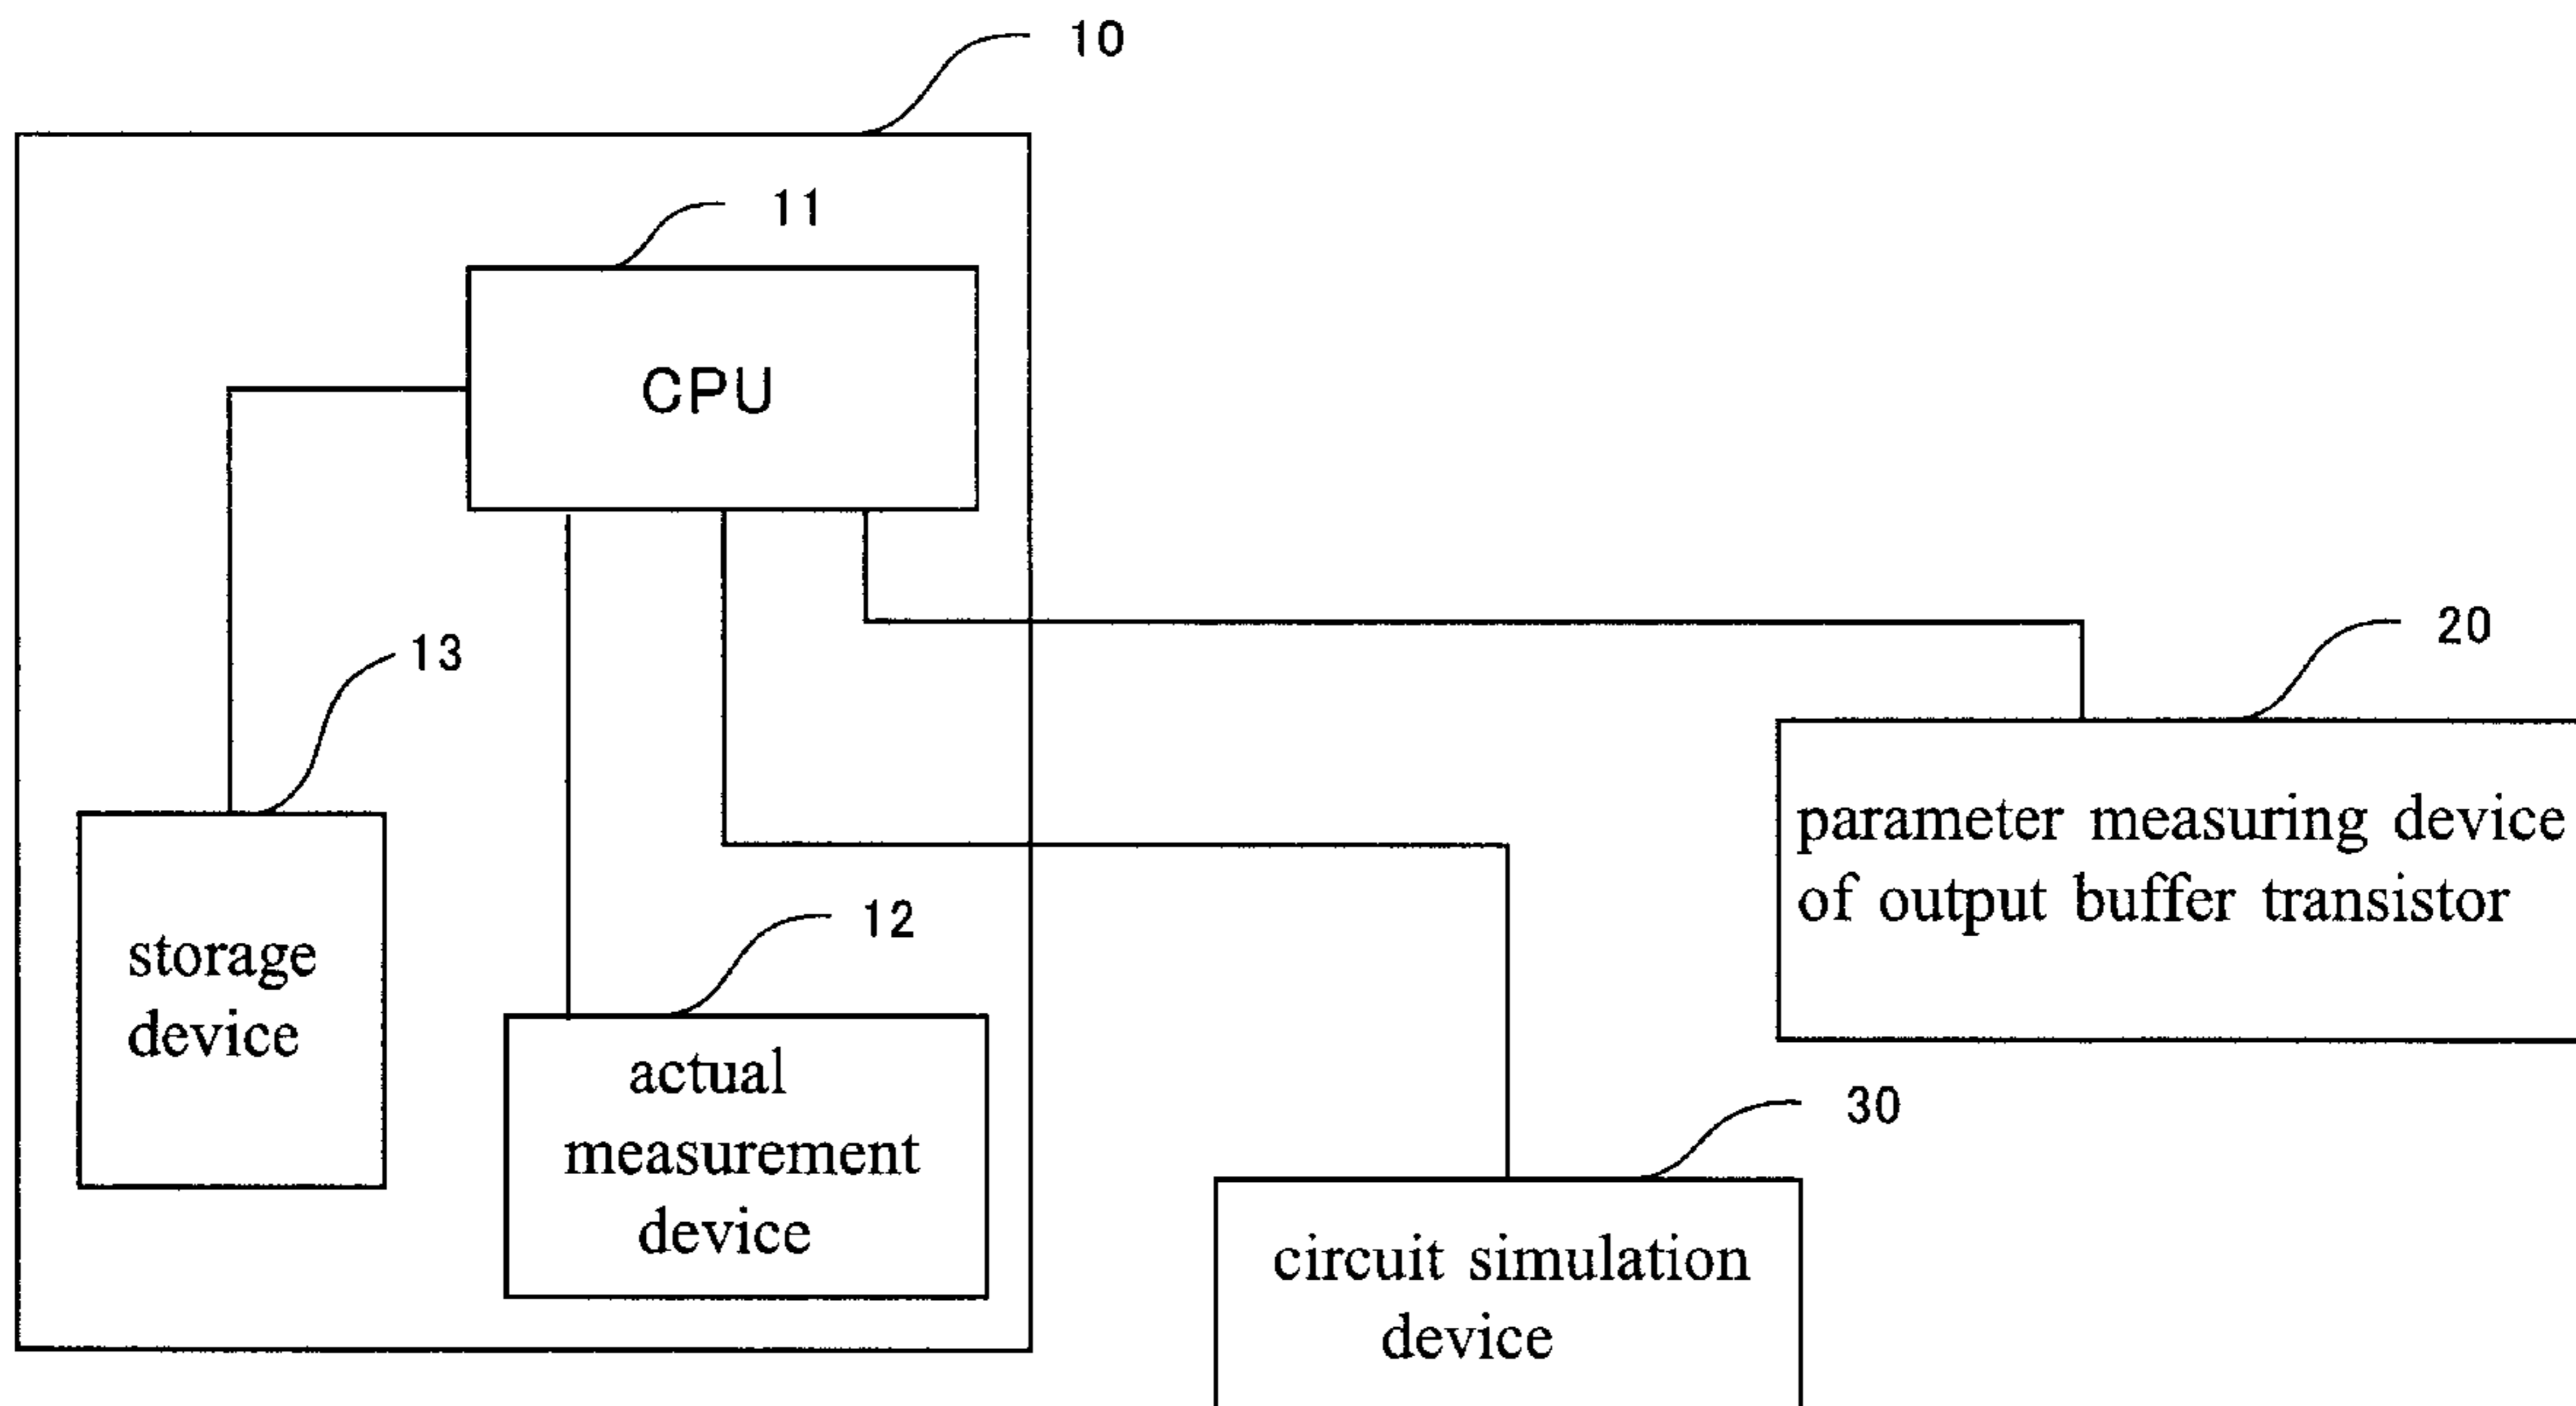 10
11
CPU
13
20
parameter measuring device
of output buffer transistor
storage
device
12
actual
measurement
device
30
circuit simulation
device